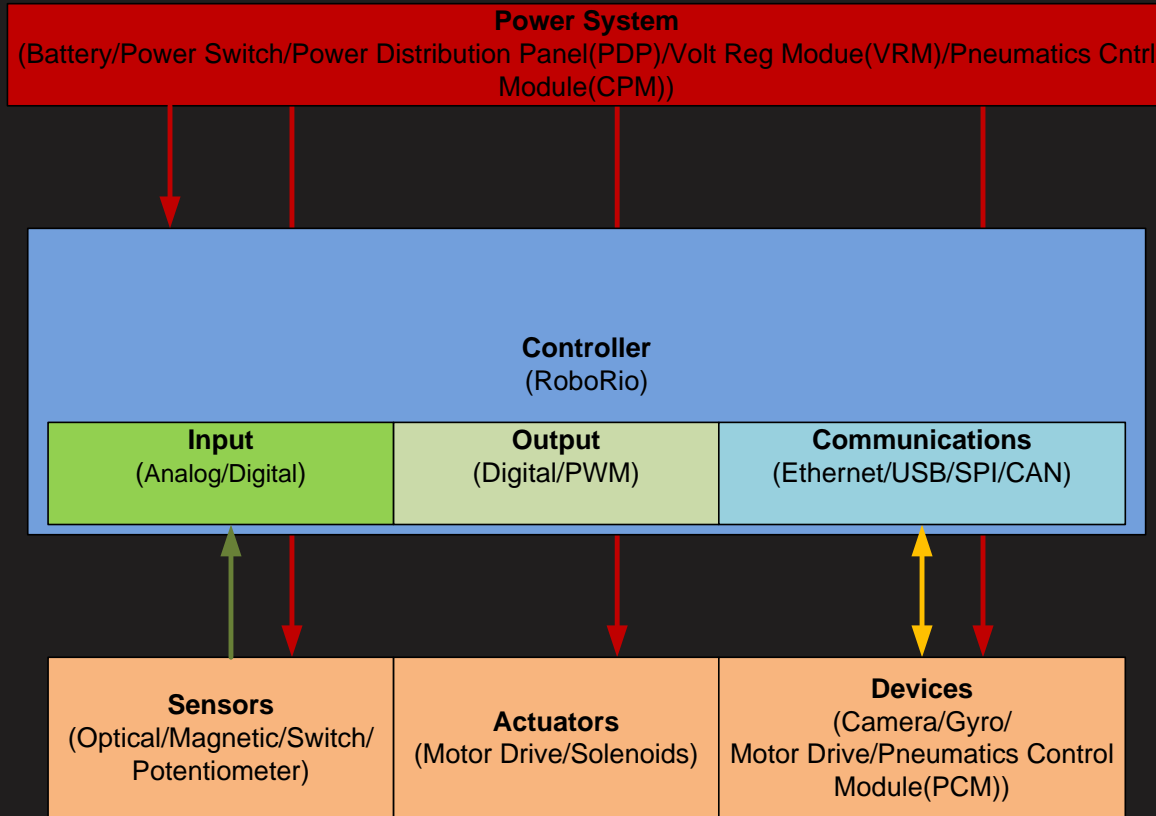 Power System
(Battery/Power Switch/Power Distribution Panel(PDP)/Volt Reg Modue(VRM)/Pneumatics Cntrl
Module(CPM))
Controller
(RoboRio)
Input
(Analog/Digital)
Output
(Digital/PWM)
Communications
(Ethernet/USB/SPI/CAN)
Sensors
(Optical/Magnetic/Switch/
Potentiometer)
Actuators
(Motor Drive/Solenoids)
Devices
(Camera/Gyro/
Motor Drive/Pneumatics Control
Module(PCM))